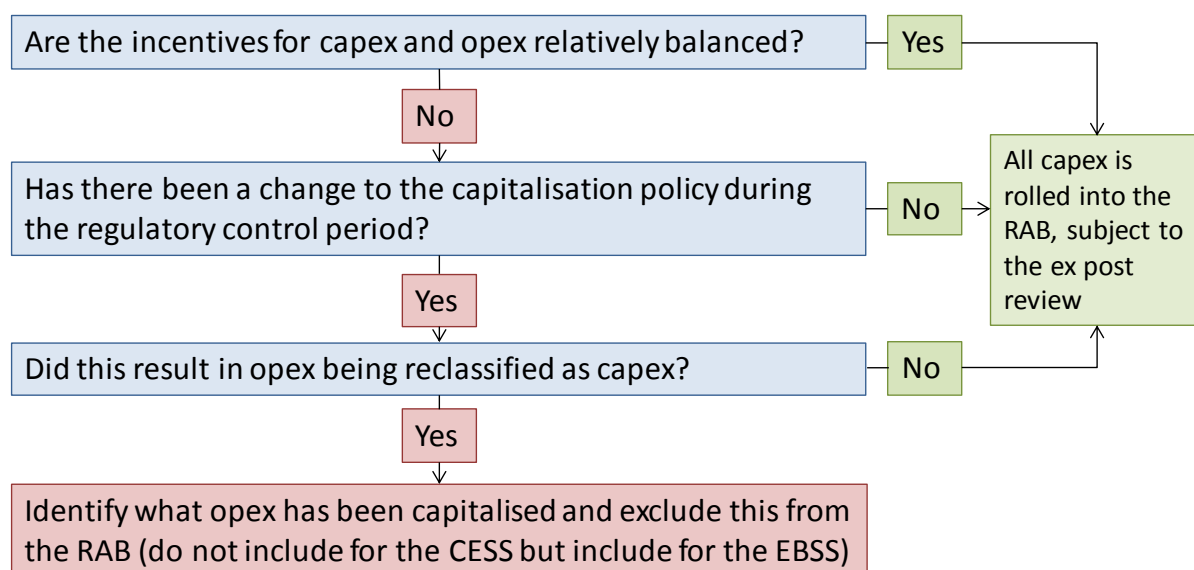 Are the incentives for capex and opex relatively balanced?
Yes
No
Has there been a change to the capitalisation policy during
the regulatory control period?
No
All capex is
rolled into the
RAB, subject to
the ex post
review
Yes
Did this result in opex being reclassified as capex?
No
Yes
Identify what opex has been capitalised and exclude this from
the RAB (do not include for the CESS but include for the EBSS)